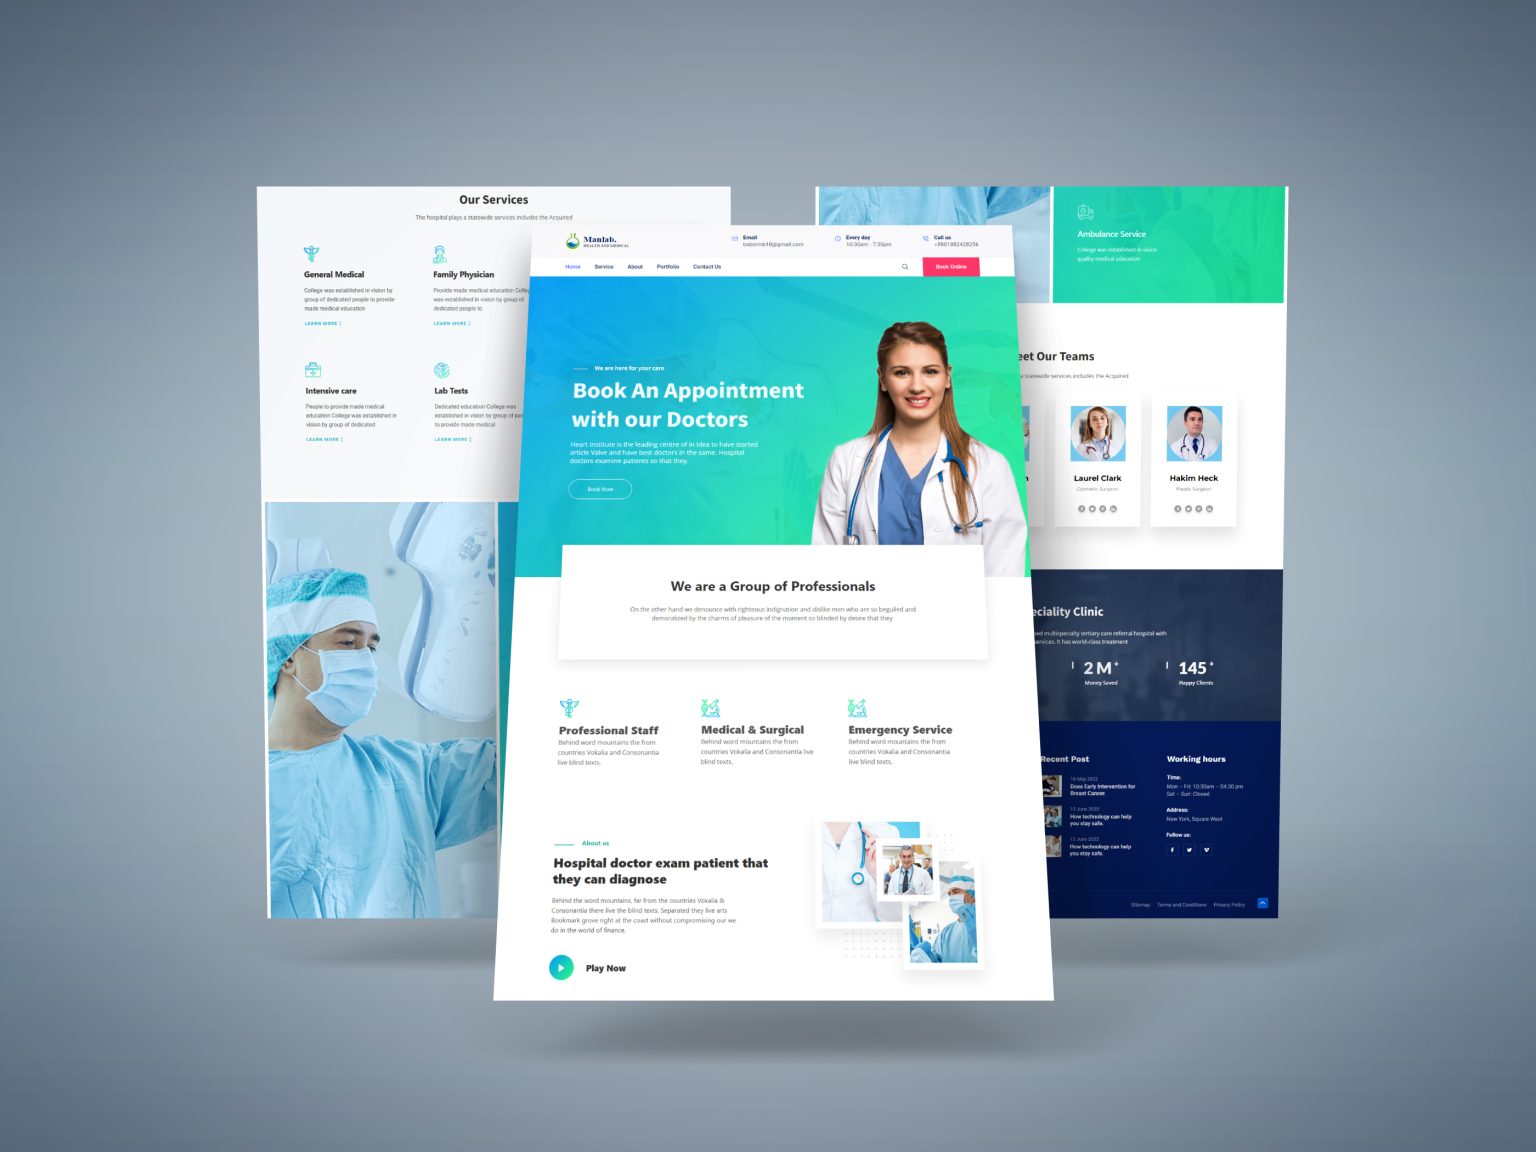 Our Services
The hospital plays a statewide services includes the Acquired
General Medical
College was established in vision by
group of dedicated people to provide
made medical education
LEARN MORE
Family Physician
Provide made medical education
was established in vision by group of
dedicated people to
LEARN MORE
Intensive care
People to provide made medical
education College was established in
vision by group of dedicated
LEARN MORE
Lab Tests
Dedicated education College was
established in vision by group of
to provide made medical
LEARN MORE
Manlab.
HEALTH AND MEDICAL
Email
babermb10@gmail.com
Every day
10:30am - 7:30pm
Call us
+8801882428256
Home
Service
About
Portfolio
Contact Us
Book Online
We are here for your care
Book An Appointment
with our Doctors
Heart Institute is the leading centre of in Idea to have started
article Valve and have best doctors in the same. Hospital
doctors examine patients so that they.
Book Now
We are a Group of Professionals
On the other hand we denounce with righteous indignation and dislike men who are so beguiled and
demoralized by the charms of pleasure of the moment so blinded by desire that they
Professional Staff
Behind word mountains the from
countries Vokalia and Consonantia
live blind texts.
Medical & Surgical
Behind word mountains the from
countries Vokalia and Consonantia live
blind texts.
Emergency Service
Behind word mountains the from
countries Vokalia and Consonantia
live blind texts.
About us
Hospital doctor exam patient that
they can diagnose
Behind the word mountains, far from the countries Vokalia &
Consonantia there live the blind texts. Separated they live arts
Bookmark grove right at the coast without compromising our we
do in the world of finance.
Play Now
Ambulance Service
College was established in vision
quality medical education
eet Our Teams
a statewide services includes the Acquired
Laurel Clark
Cosmetic Surgeon
Hakim Heck
Plastic Surgeon
eciality Clinic
ed multispecialty tertiary care referral hospital with
services. It has world-class treatment
2 M +
Money Saved
145 +
Happy Clients
Recent Post
16 May 2022
Does Early Intervention for
Breast Cancer.
12 June 2022
How technology can help
you stay safe.
12 June 2022
How technology can help
you stay safe.
Working hours
Time:
Mon – Fri: 10:30am – 04:30 pm
Sat – Sun: Closed
Address:
New York, Square West
Follow us:
Sitemap
Terms and Conditions
Privacy Policy